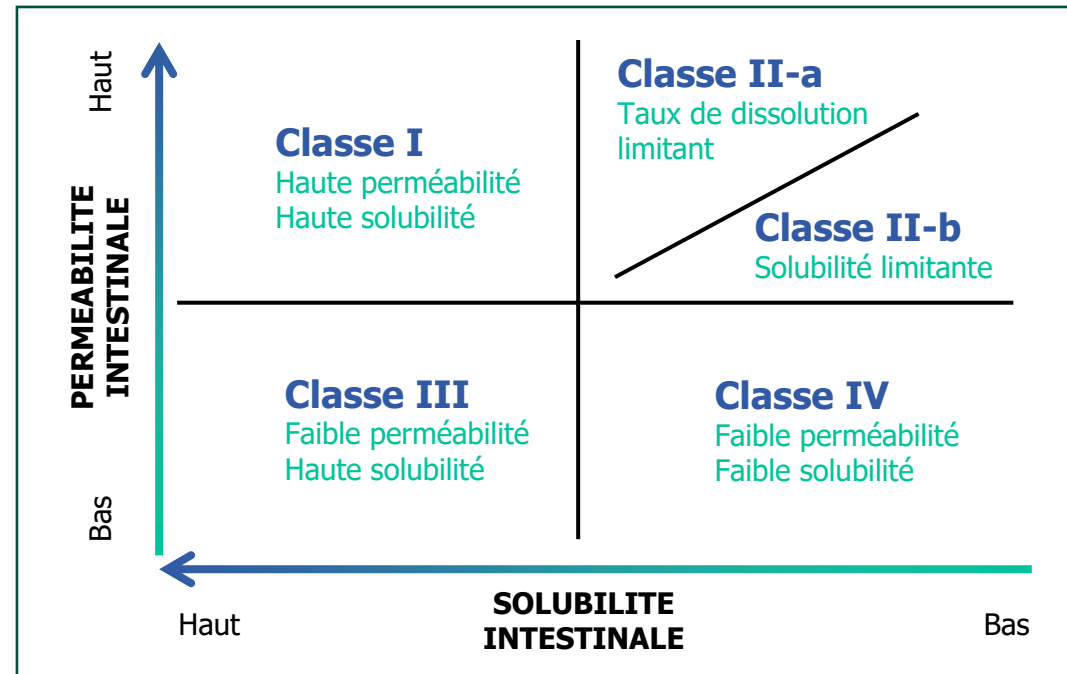 Haut
PERMEABILITE
INTESTINALE
Bas
Classe I
Haute perméabilité
Haute solubilité
Classe II-a
Taux de dissolution
limitant
Classe II-b
Solubilité limitante
Classe III
Faible perméabilité
Haute solubilité
Classe IV
Faible perméabilité
Faible solubilité
Haut
SOLUBILITE
INTESTINALE
Bas